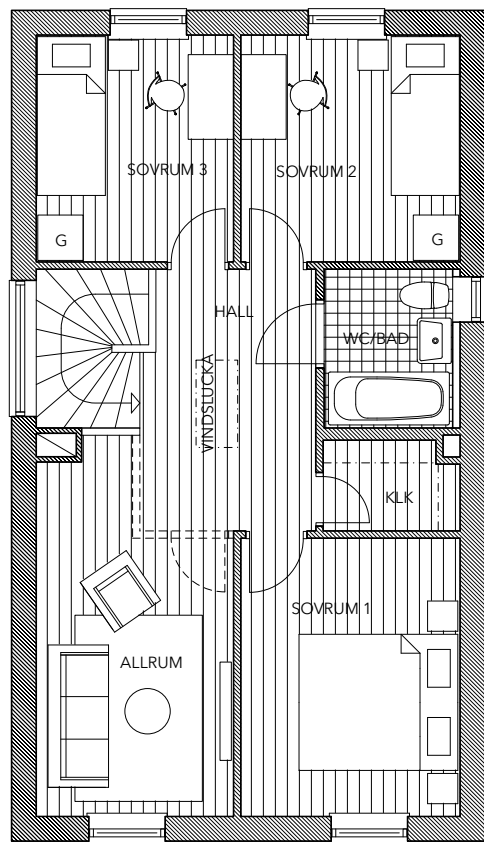 SOVRUM 3
SOVRUM 2
G
G
HALL
WC/BAD
VINDSLUCKA
KLK
SOVRUM 1
ALLRUM